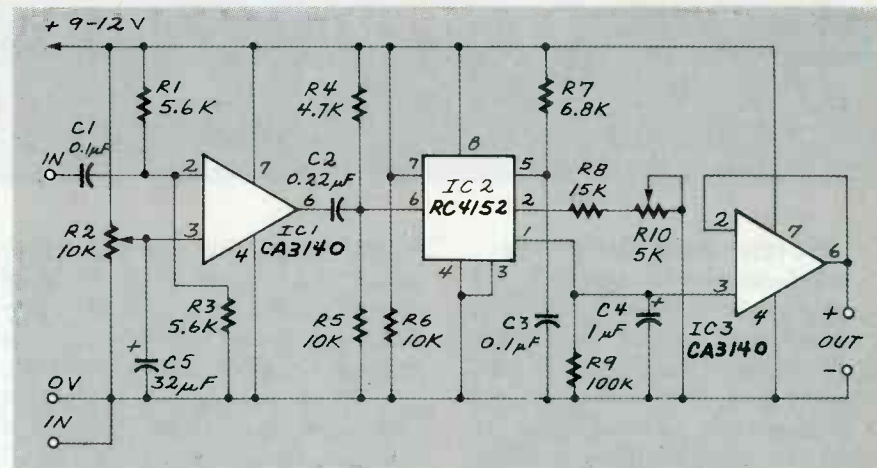 + 9-12 V
R1
5.6K
R4
4.7K
R7
6.8K
C1
0.1µF
IN
2
7
C2
0.22µF
8
7
5
IC2
RC4152
R8
15K
6
6
2
1
R2
10K
3
4
IC1
CA3140
R10
5K
2
7
6
3
4
4
3
R3
5.6K
R5
10K
R6
10K
C3
0.1µF
C4
1µF
+
IC3
CA3140
+
OUT
-
+
C5
32µF
R9
100K
0V
IN